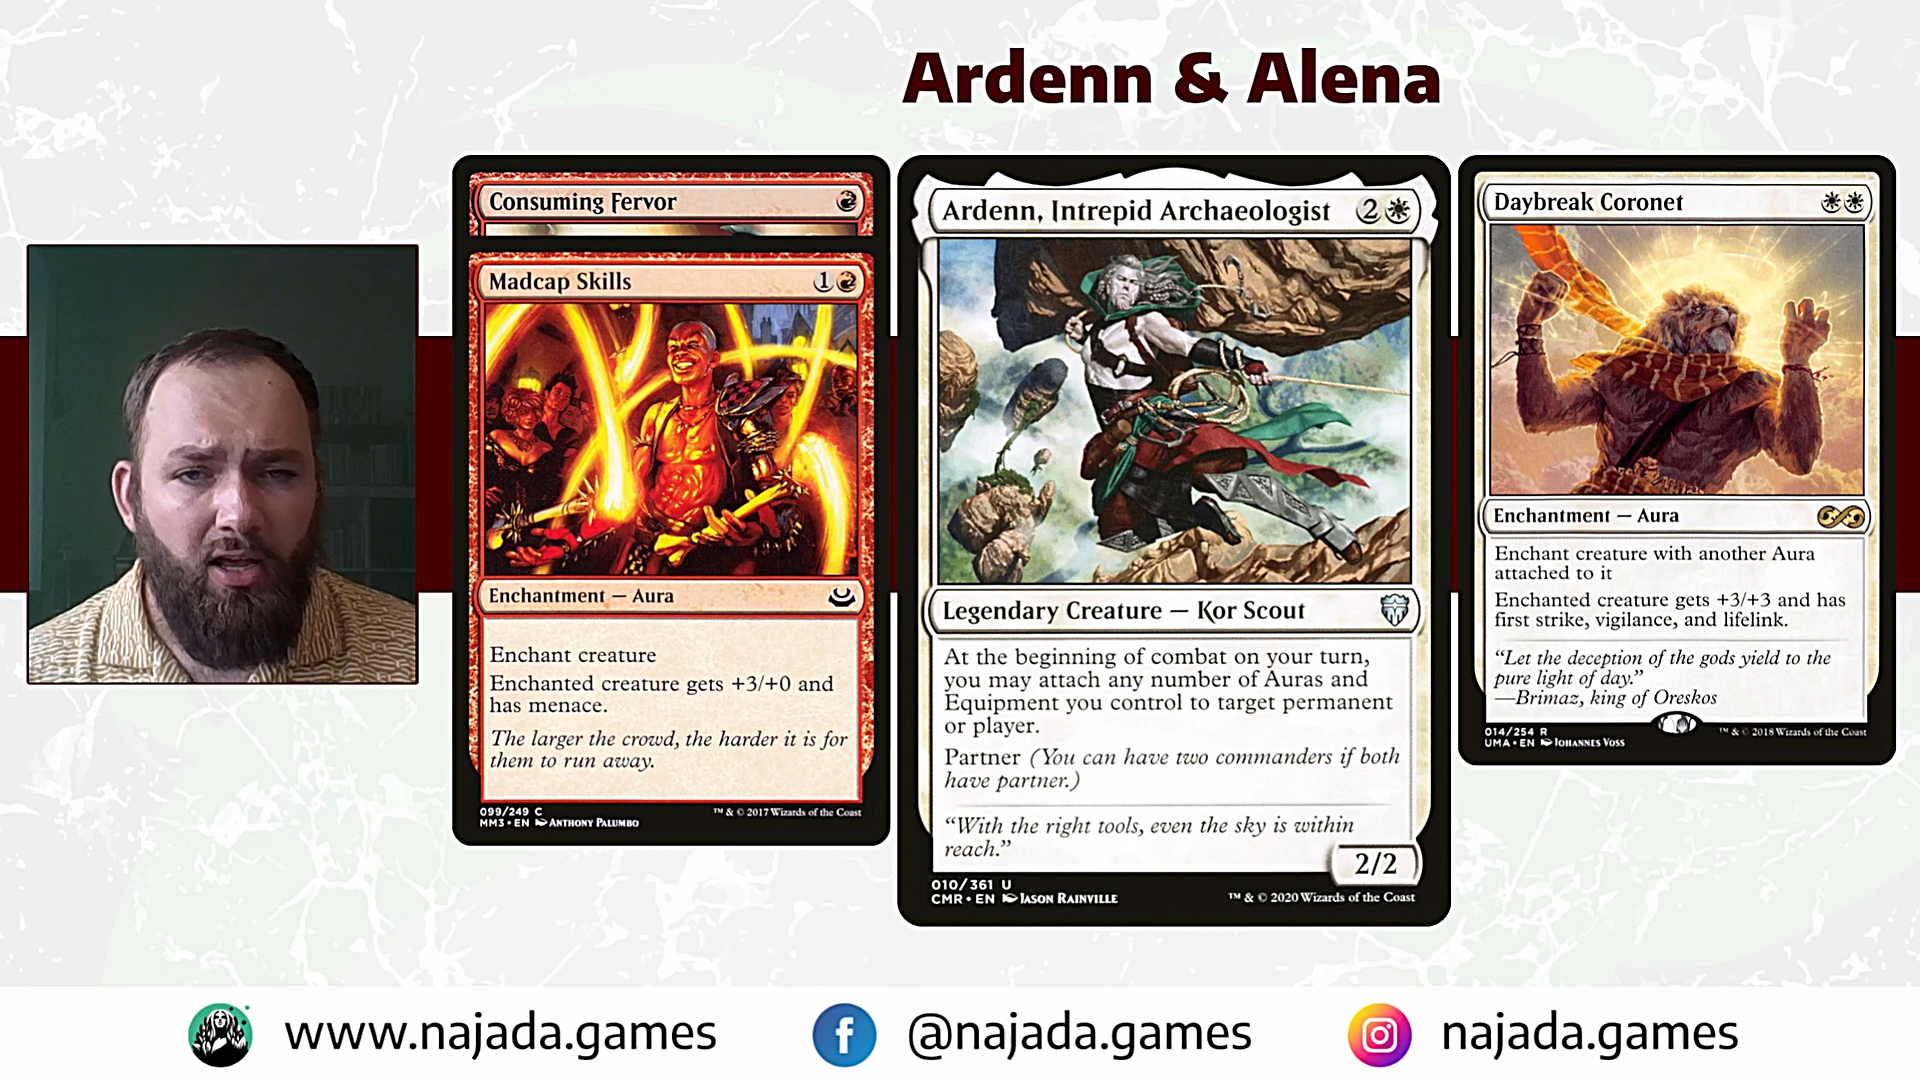 Ardenn & Alena
Consuming Fervor
Madcap Skills
1
Enchantment — Aura
Enchant creature
Enchanted creature gets +3/+0 and
has menace.
The larger the crowd, the harder it is for
them to run away.
099/249 C
MM3 • EN Anthony Palumbo
™ & © 2017 Wizards of the Coast
Ardenn, Intrepid Archaeologist
2
Legendary Creature — Kor Scout
At the beginning of combat on your turn,
you may attach any number of Auras and
Equipment you control to target permanent
or player.
Partner (You can have two commanders if both
have partner.)
“With the right tools, even the sky is within
reach.”
2/2
010/361 U
CMR • EN Jason Rainville
™ & © 2020 Wizards of the Coast
Daybreak Coronet
Enchantment — Aura
Enchant creature with another Aura
attached to it
Enchanted creature gets +3/+3 and has
first strike, vigilance, and lifelink.
“Let the deception of the gods yield to the
pure light of day.”
—Brimaz, king of Oreskos
014/254 R
UMA • EN Johannes Voss
™ & © 2018 Wizards of the Coast
www.najada.games
@najada.games
najada.games